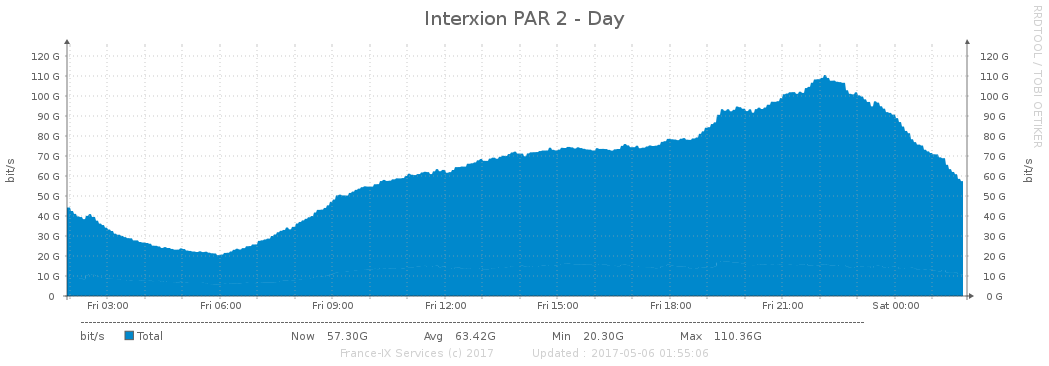 Interxion PAR 2 - Day
RRDTOOL / TOBI OETIKER
120 G 120 G
110 G 110 G
100 G 100 G
90 G 90 G
80 G 80 G
70 G 70 G
60 G 60 G
50 G 50 G
40 G 40 G
30 G 30 G
20 G 20 G
10 G 10 G
0 0 G
bit/s
bit/s
Fri 03:00 Fri 06:00 Fri 09:00 Fri 12:00 Fri 15:00 Fri 18:00 Fri 21:00 Sat 00:00
bit/s Total Now 57.30G Avg 63.42G Min 20.30G Max 110.36G
France-IX Services (c) 2017 Updated : 2017-05-06 01:55:06